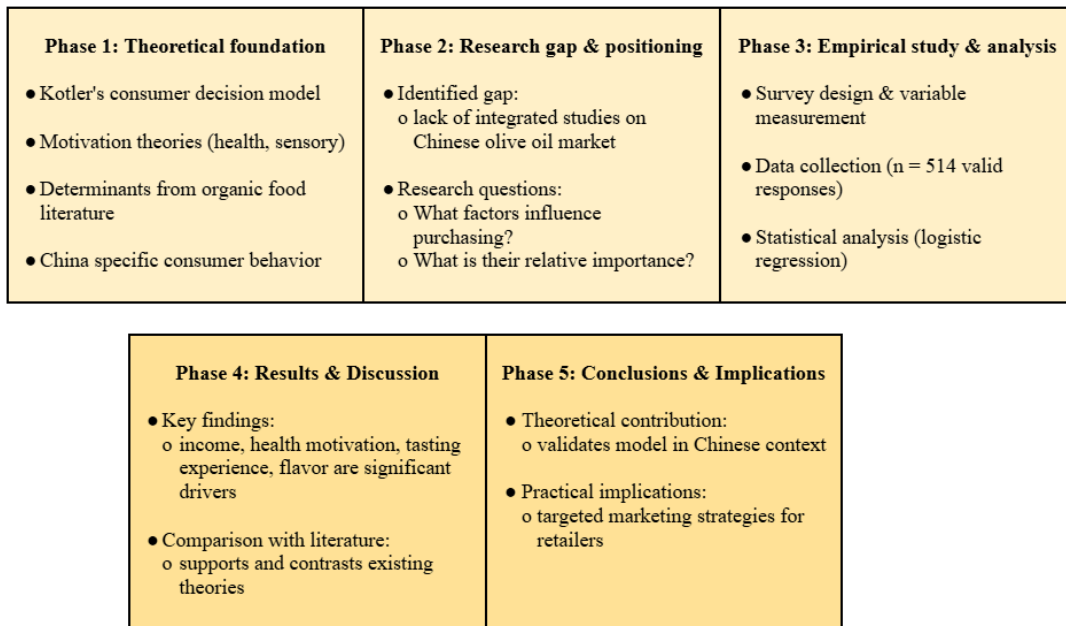 Phase 1: Theoretical foundation
● Kotler's consumer decision model
● Motivation theories (health, sensory)
● Determinants from organic food
literature
● China specific consumer behavior
Phase 2: Research gap & positioning
● Identified gap:
o lack of integrated studies on
Chinese olive oil market
● Research questions:
o What factors influence
purchasing?
o What is their relative importance?
Phase 3: Empirical study & analysis
● Survey design & variable
measurement
● Data collection (n = 514 valid
responses)
● Statistical analysis (logistic
regression)
Phase 4: Results & Discussion
● Key findings:
o income, health motivation, tasting
experience, flavor are significant
drivers
● Comparison with literature:
o supports and contrasts existing
theories
Phase 5: Conclusions & Implications
● Theoretical contribution:
o validates model in Chinese context
● Practical implications:
o targeted marketing strategies for
retailers